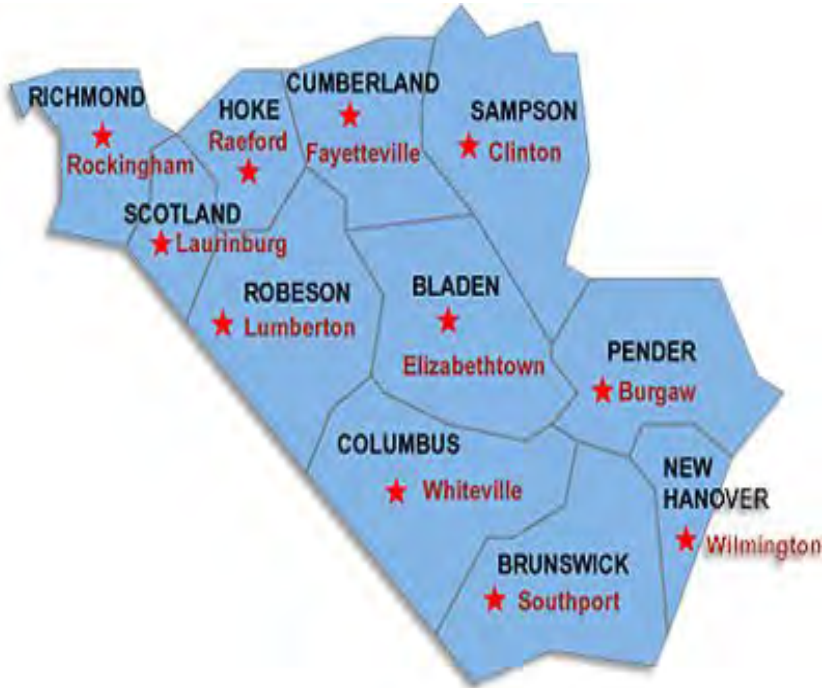 RICHMOND
Rockingham
HOKE
Raeford
CUMBERLAND
Fayetteville
SAMPSON
Clinton
SCOTLAND
Laurinburg
ROBESON
Lumberton
BLADEN
Elizabethtown
PENDER
Burgaw
COLUMBUS
Whiteville
NEW
HANOVER
Wilmington
BRUNSWICK
Southport